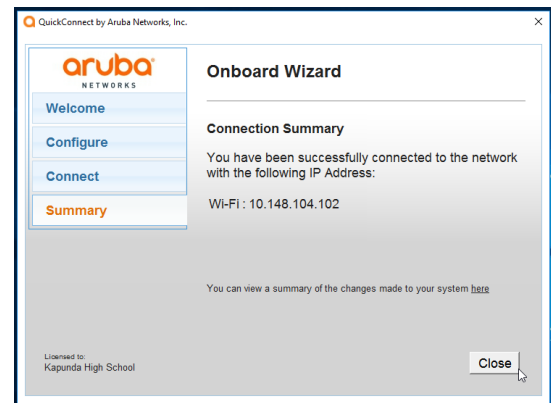 QuickConnect by Aruba Networks, Inc.
aruba
NETWORKS
Welcome
Configure
Connect
Summary
Onboard Wizard
Connection Summary
You have been successfully connected to the network
with the following IP Address:
Wi-Fi : 10.148.104.102
You can view a summary of the changes made to your system here
Licensed to:
Kapunda High School
Close